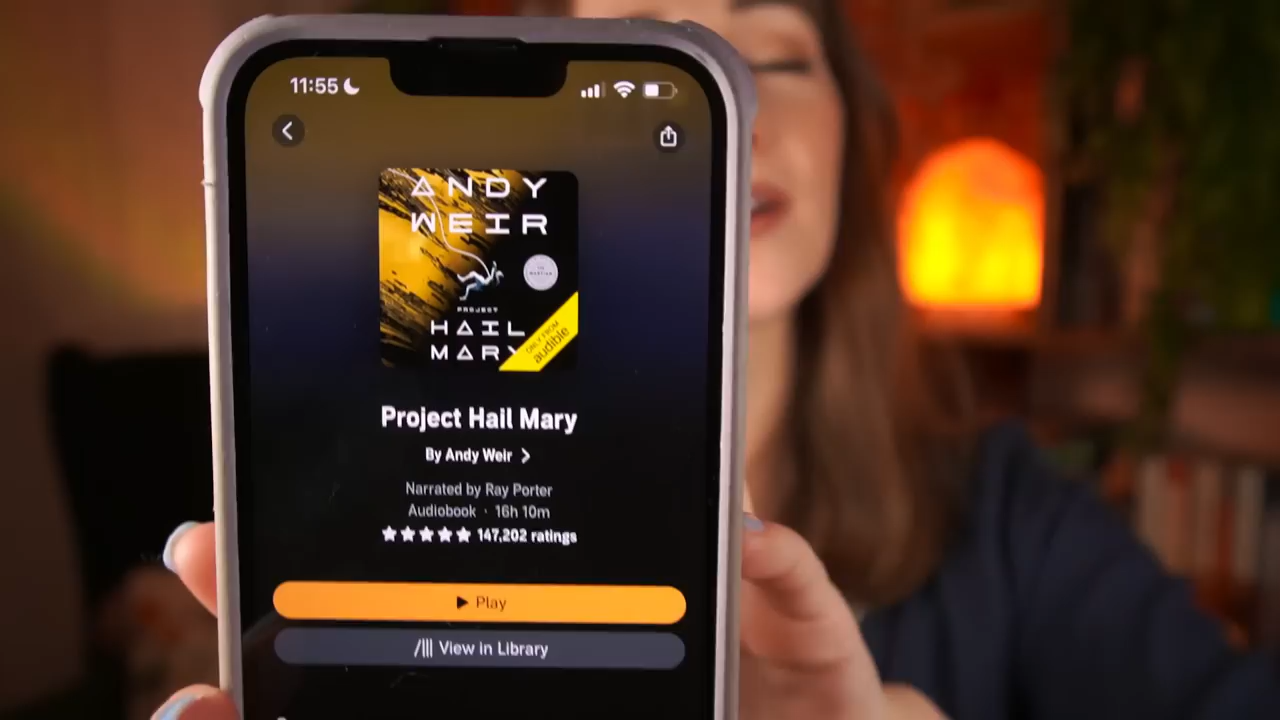 11:55
ANDY
WEIR
PROJECT
HAIL
MARY
ONLY FROM
audible
Project Hail Mary
By Andy Weir
Narrated by Ray Porter
Audiobook · 16h 10m
147,202 ratings
Play
View in Library